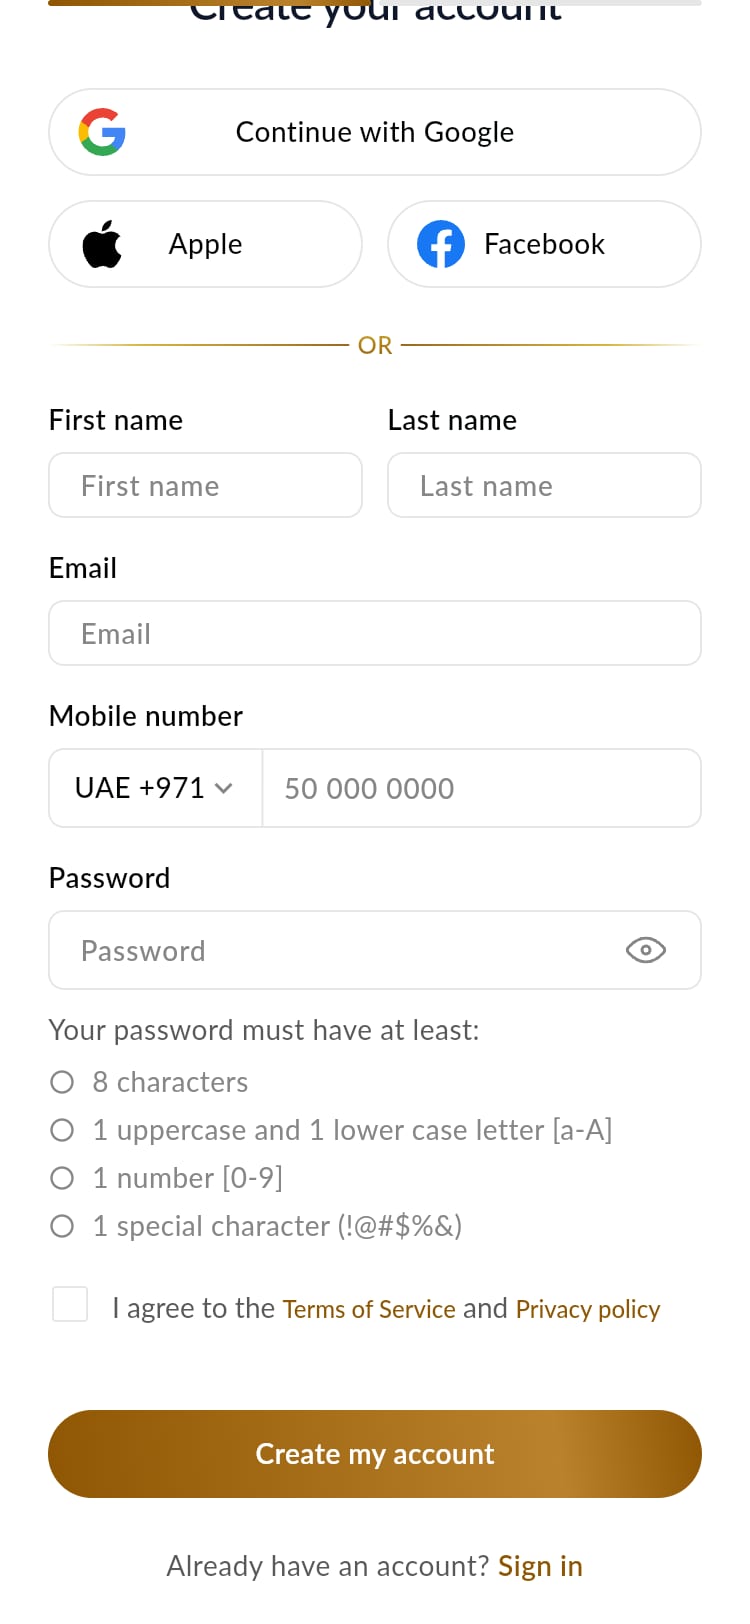 Create your account
Continue with Google
Apple
Facebook
OR
First name
Last name
First name
Last name
Email
Email
Mobile number
UAE +971
50 000 0000
Password
Password
Your password must have at least:
8 characters
1 uppercase and 1 lower case letter [a-A]
1 number [0-9]
1 special character (!@#$%&)
I agree to the Terms of Service and Privacy policy
Create my account
Already have an account? Sign in